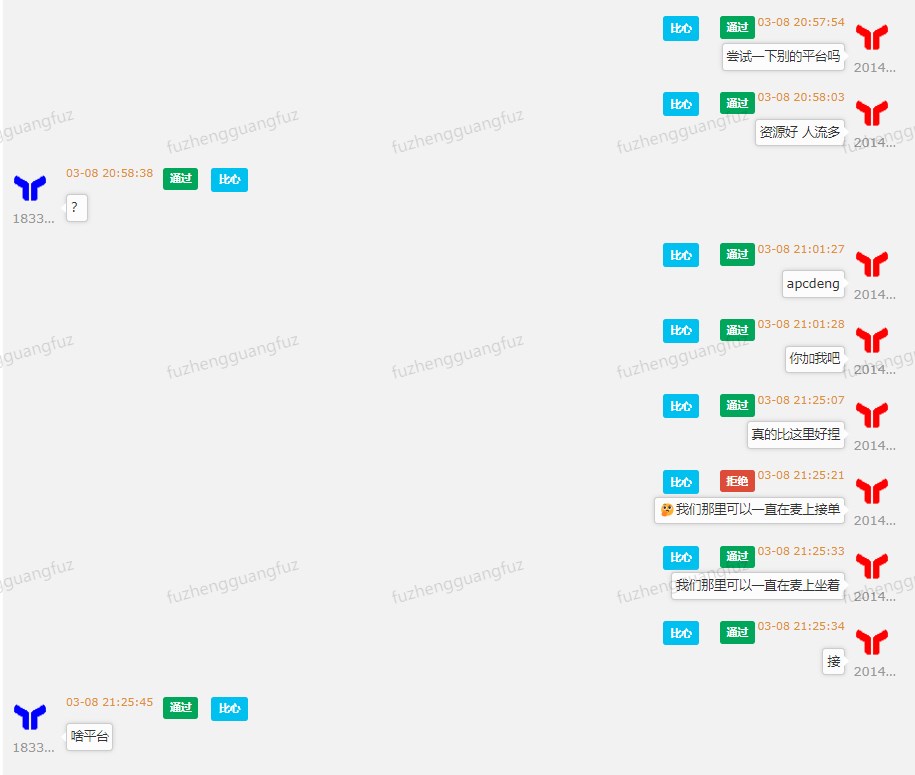 比心 通过 03-08 20:57:54
尝试一下别的平台吗
2014...
比心 通过 03-08 20:58:03
资源好 人流多
2014...
guangfuz fuzhengguangfuz fuzhengguangfuz fuzhengguangfuz fuzhengguangfuz
03-08 20:58:38 通过 比心
?
1833...
比心 通过 03-08 21:01:27
apcdeng
2014...
比心 通过 03-08 21:01:28
你加我吧
2014...
guangfuz fuzhengguangfuz fuzhengguangfuz fuzhengguangfuz fuzhengguangfuz
比心 通过 03-08 21:25:07
真的比这里好捏
2014...
比心 拒绝 03-08 21:25:21
🤔我们那里可以一直在麦上接单
2014...
比心 通过 03-08 21:25:33
我们那里可以一直在麦上坐着
2014...
guangfuz fuzhengguangfuz fuzhengguangfuz fuzhengguangfuz fuzhengguangfuz
比心 通过 03-08 21:25:34
接
2014...
03-08 21:25:45 通过 比心
啥平台
1833...